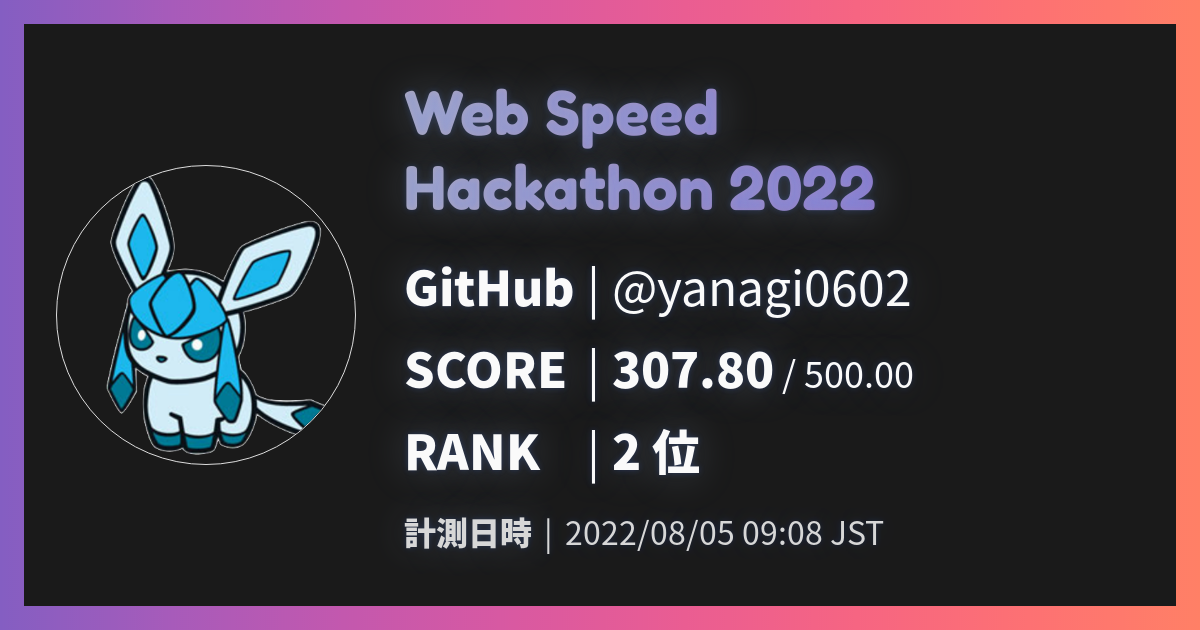 Web Speed
Hackathon 2022
GitHub | @yanagi0602
SCORE | 307.80 / 500.00
RANK | 2 位
計測日時 | 2022/08/05 09:08 JST